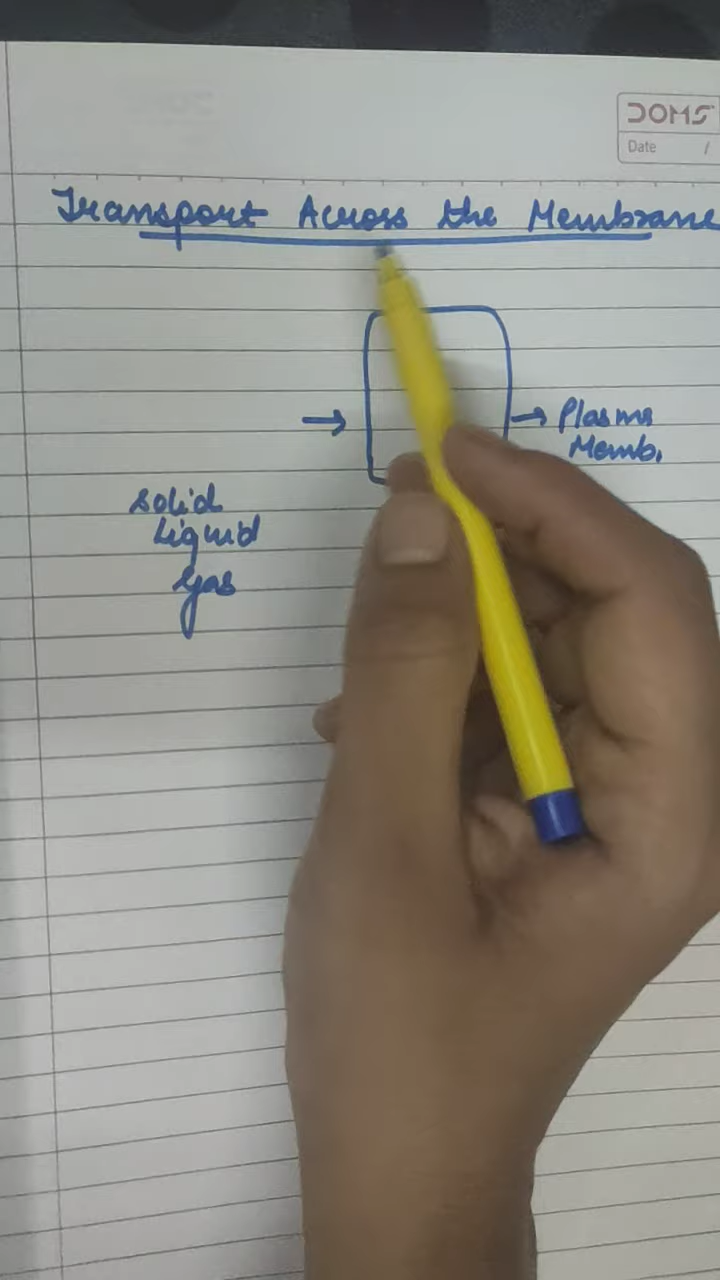 DOMS
Date /
Transport Across the Membrane
→ → Plasma
Memb.
Solid
Liquid
Gas